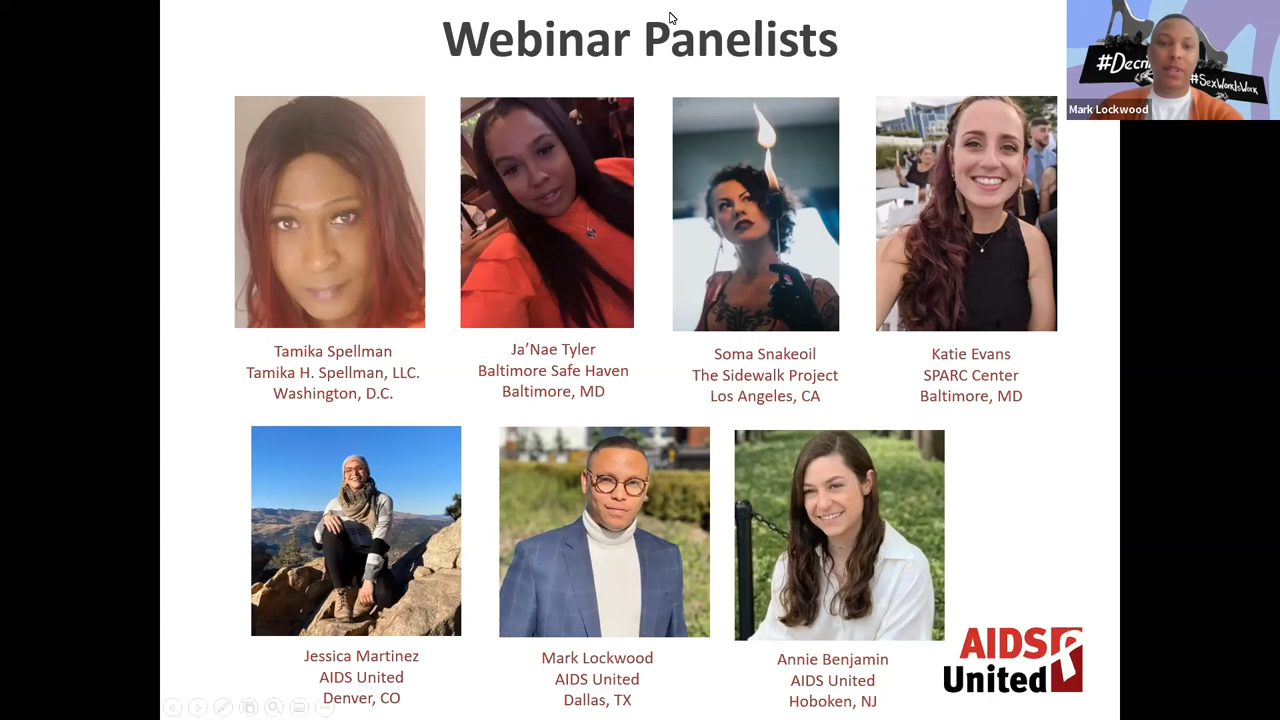 Webinar Panelists
#Decri
#SexWorkIsWork
Mark Lockwood
Tamika Spellman
Tamika H. Spellman, LLC.
Washington, D.C.
Ja'Nae Tyler
Baltimore Safe Haven
Baltimore, MD
Soma Snakeoil
The Sidewalk Project
Los Angeles, CA
Katie Evans
SPARC Center
Baltimore, MD
Jessica Martinez
AIDS United
Denver, CO
Mark Lockwood
AIDS United
Dallas, TX
Annie Benjamin
AIDS United
Hoboken, NJ
AIDS
United